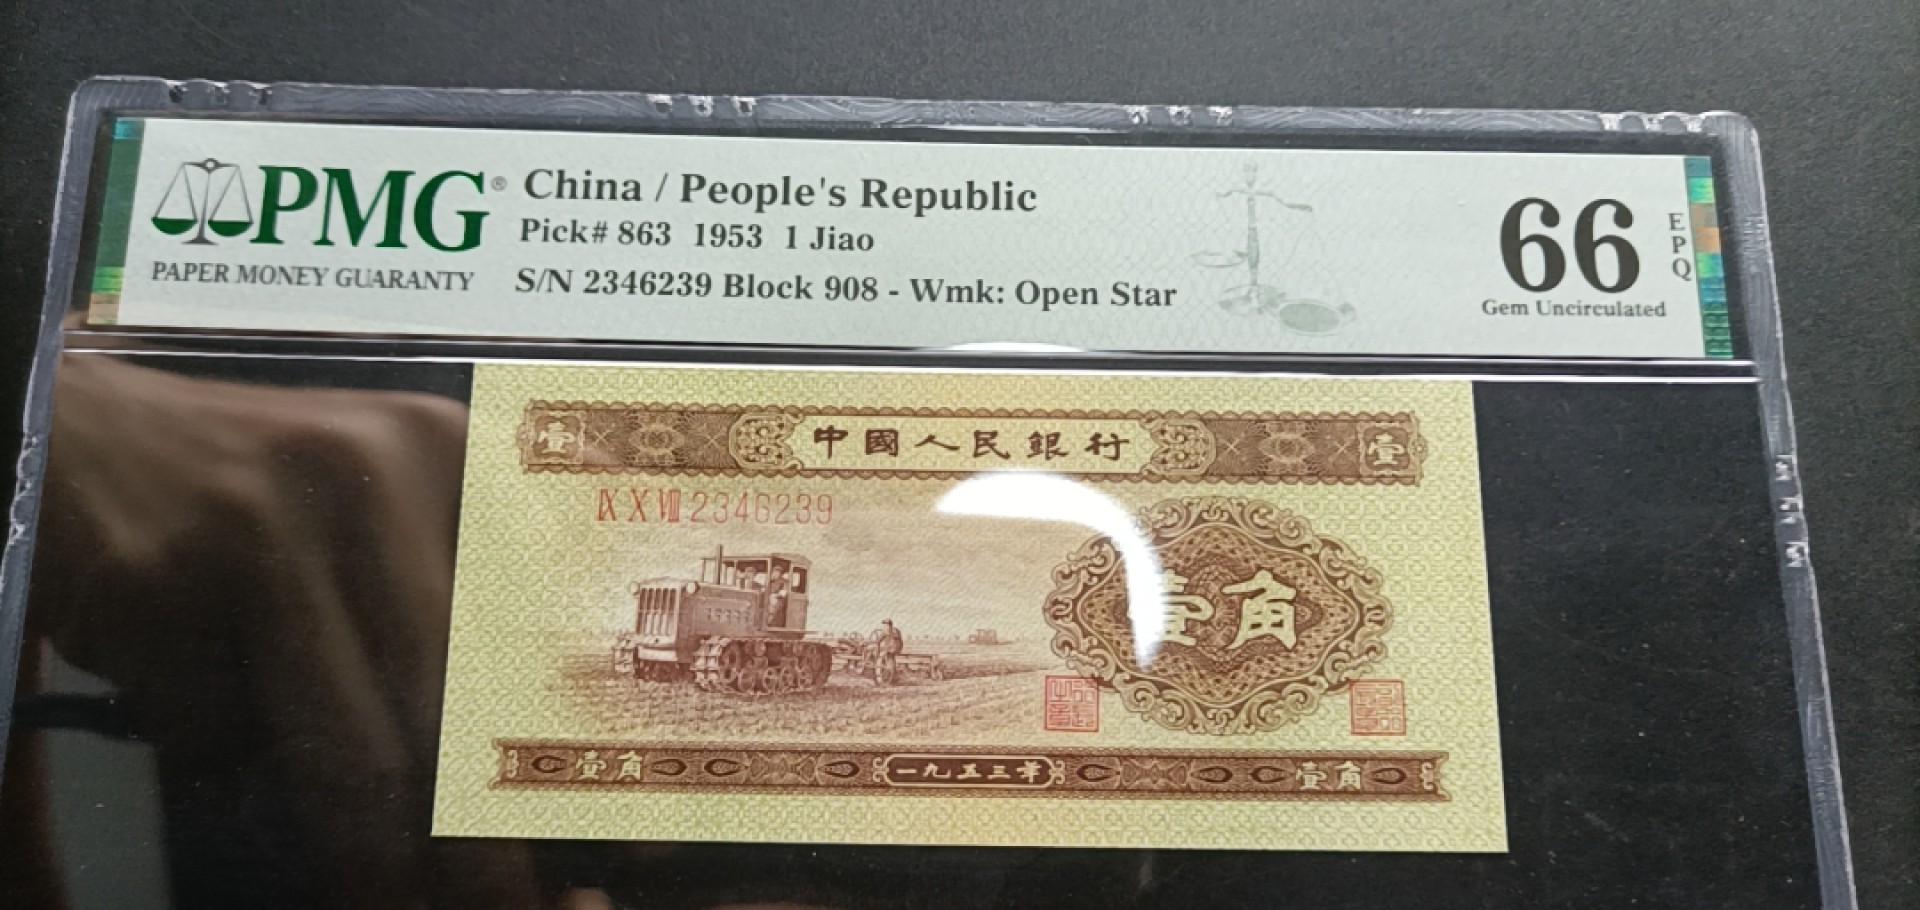 PMG®
PAPER MONEY GUARANTY
China / People's Republic
Pick# 863 1953 1 Jiao
S/N 2346239 Block 908 - Wmk: Open Star
66
EPQ
Gem Uncirculated
壹 中國人民銀行 壹
ⅨⅩⅧ2346239
壹角
壹角 一九五三年 壹角